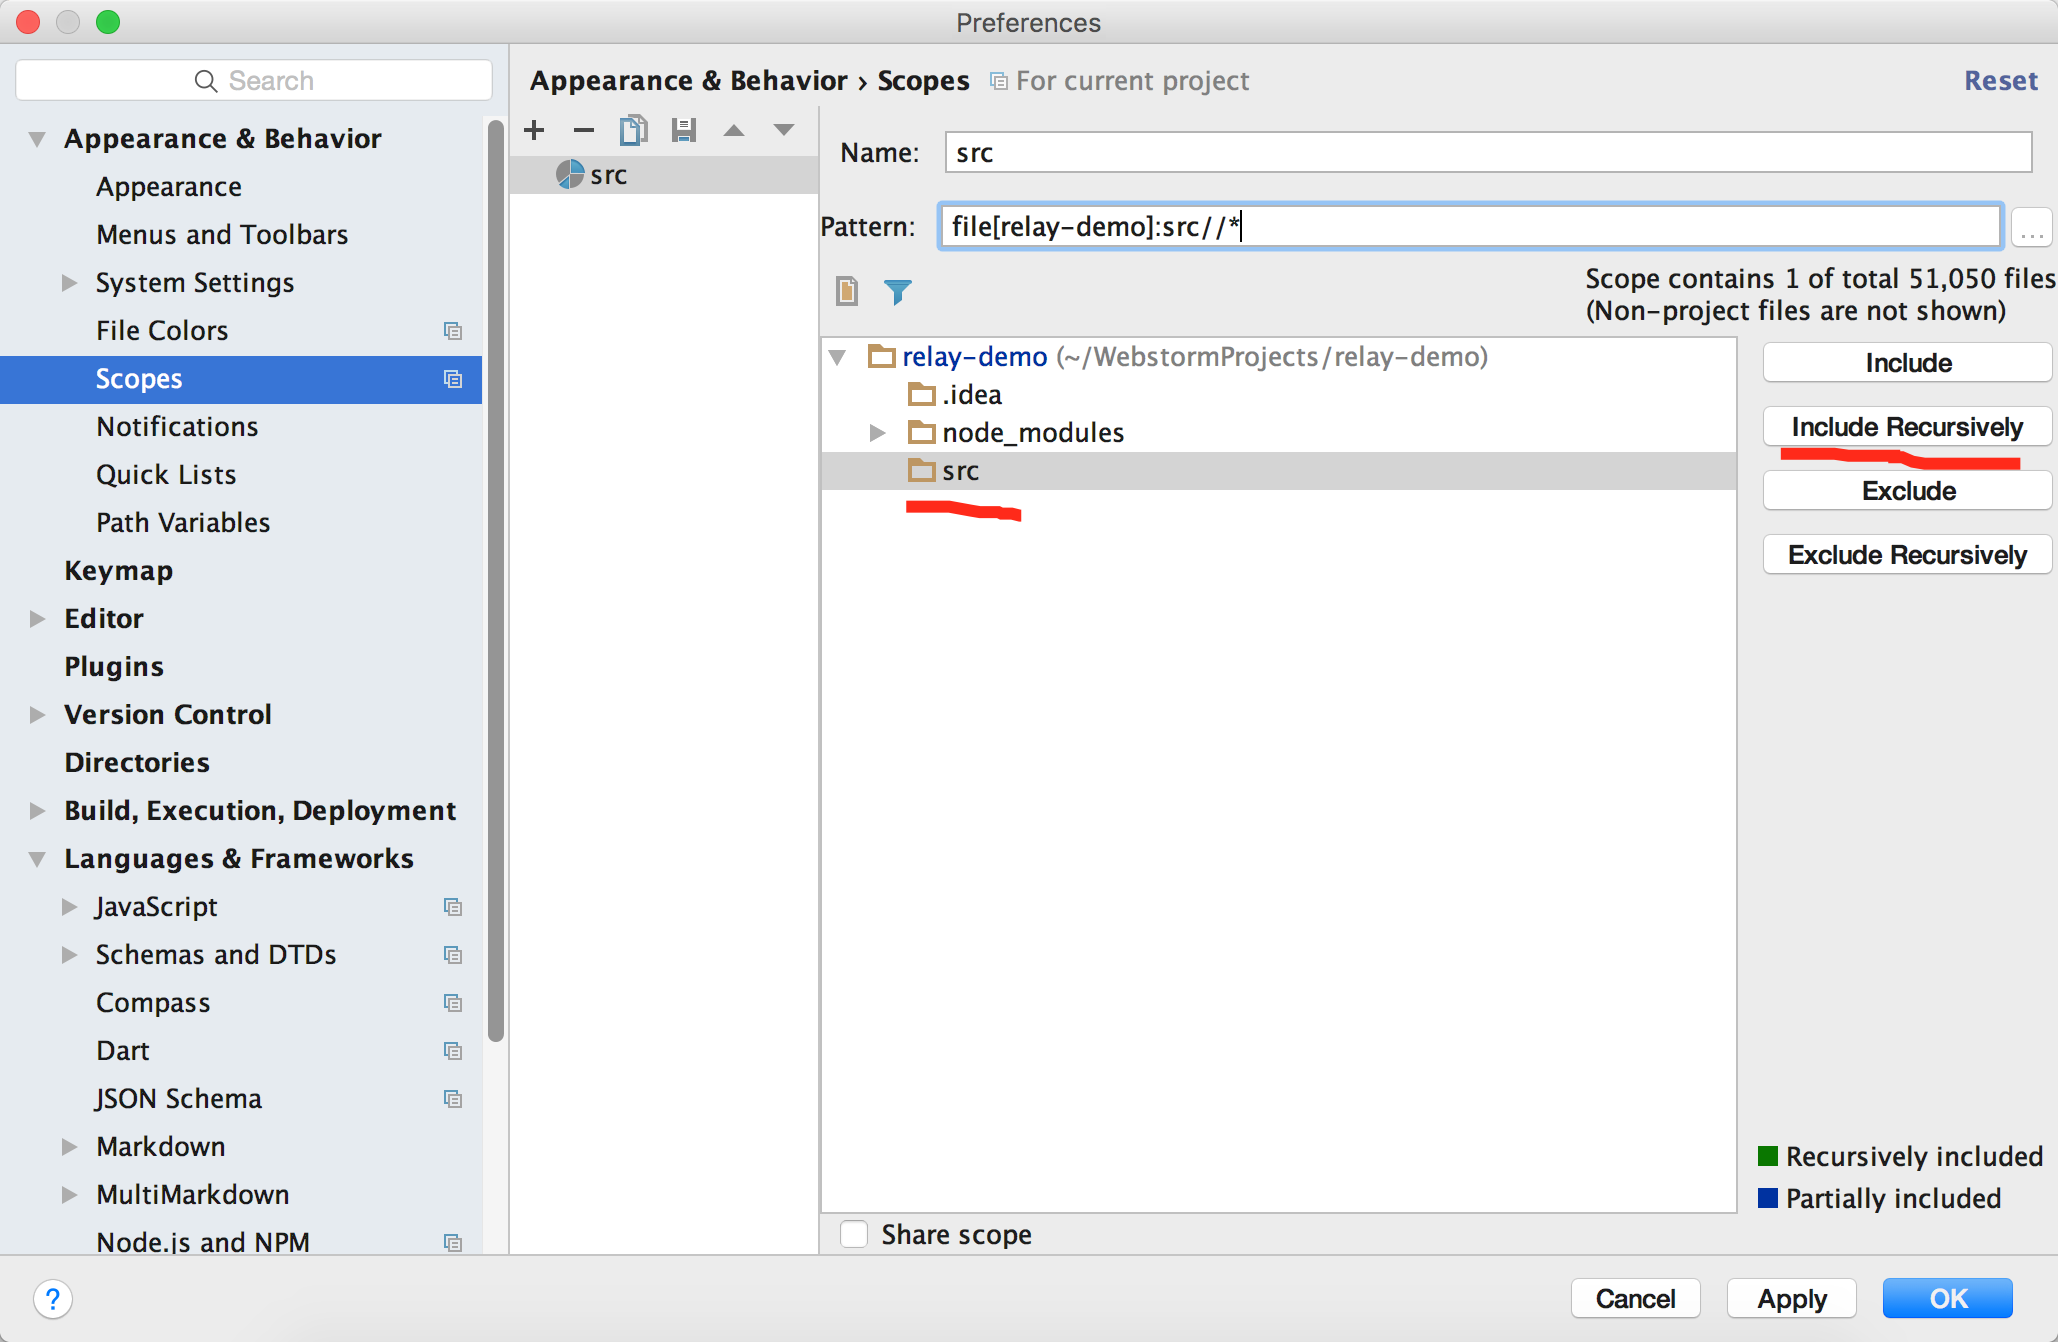 Preferences
Search
Appearance & Behavior
Appearance
Menus and Toolbars
System Settings
File Colors
Scopes
Notifications
Quick Lists
Path Variables
Keymap
Editor
Plugins
Version Control
Directories
Build, Execution, Deployment
Languages & Frameworks
JavaScript
Schemas and DTDs
Compass
Dart
JSON Schema
Markdown
MultiMarkdown
Node.js and NPM
Appearance & Behavior › Scopes For current project
Reset
src
Name: src
Pattern: file[relay-demo]:src//*
...
Scope contains 1 of total 51,050 files
(Non-project files are not shown)
relay-demo (~/WebstormProjects/relay-demo)
.idea
node_modules
src
Include
Include Recursively
Exclude
Exclude Recursively
Recursively included
Partially included
Share scope
?
Cancel
Apply
OK